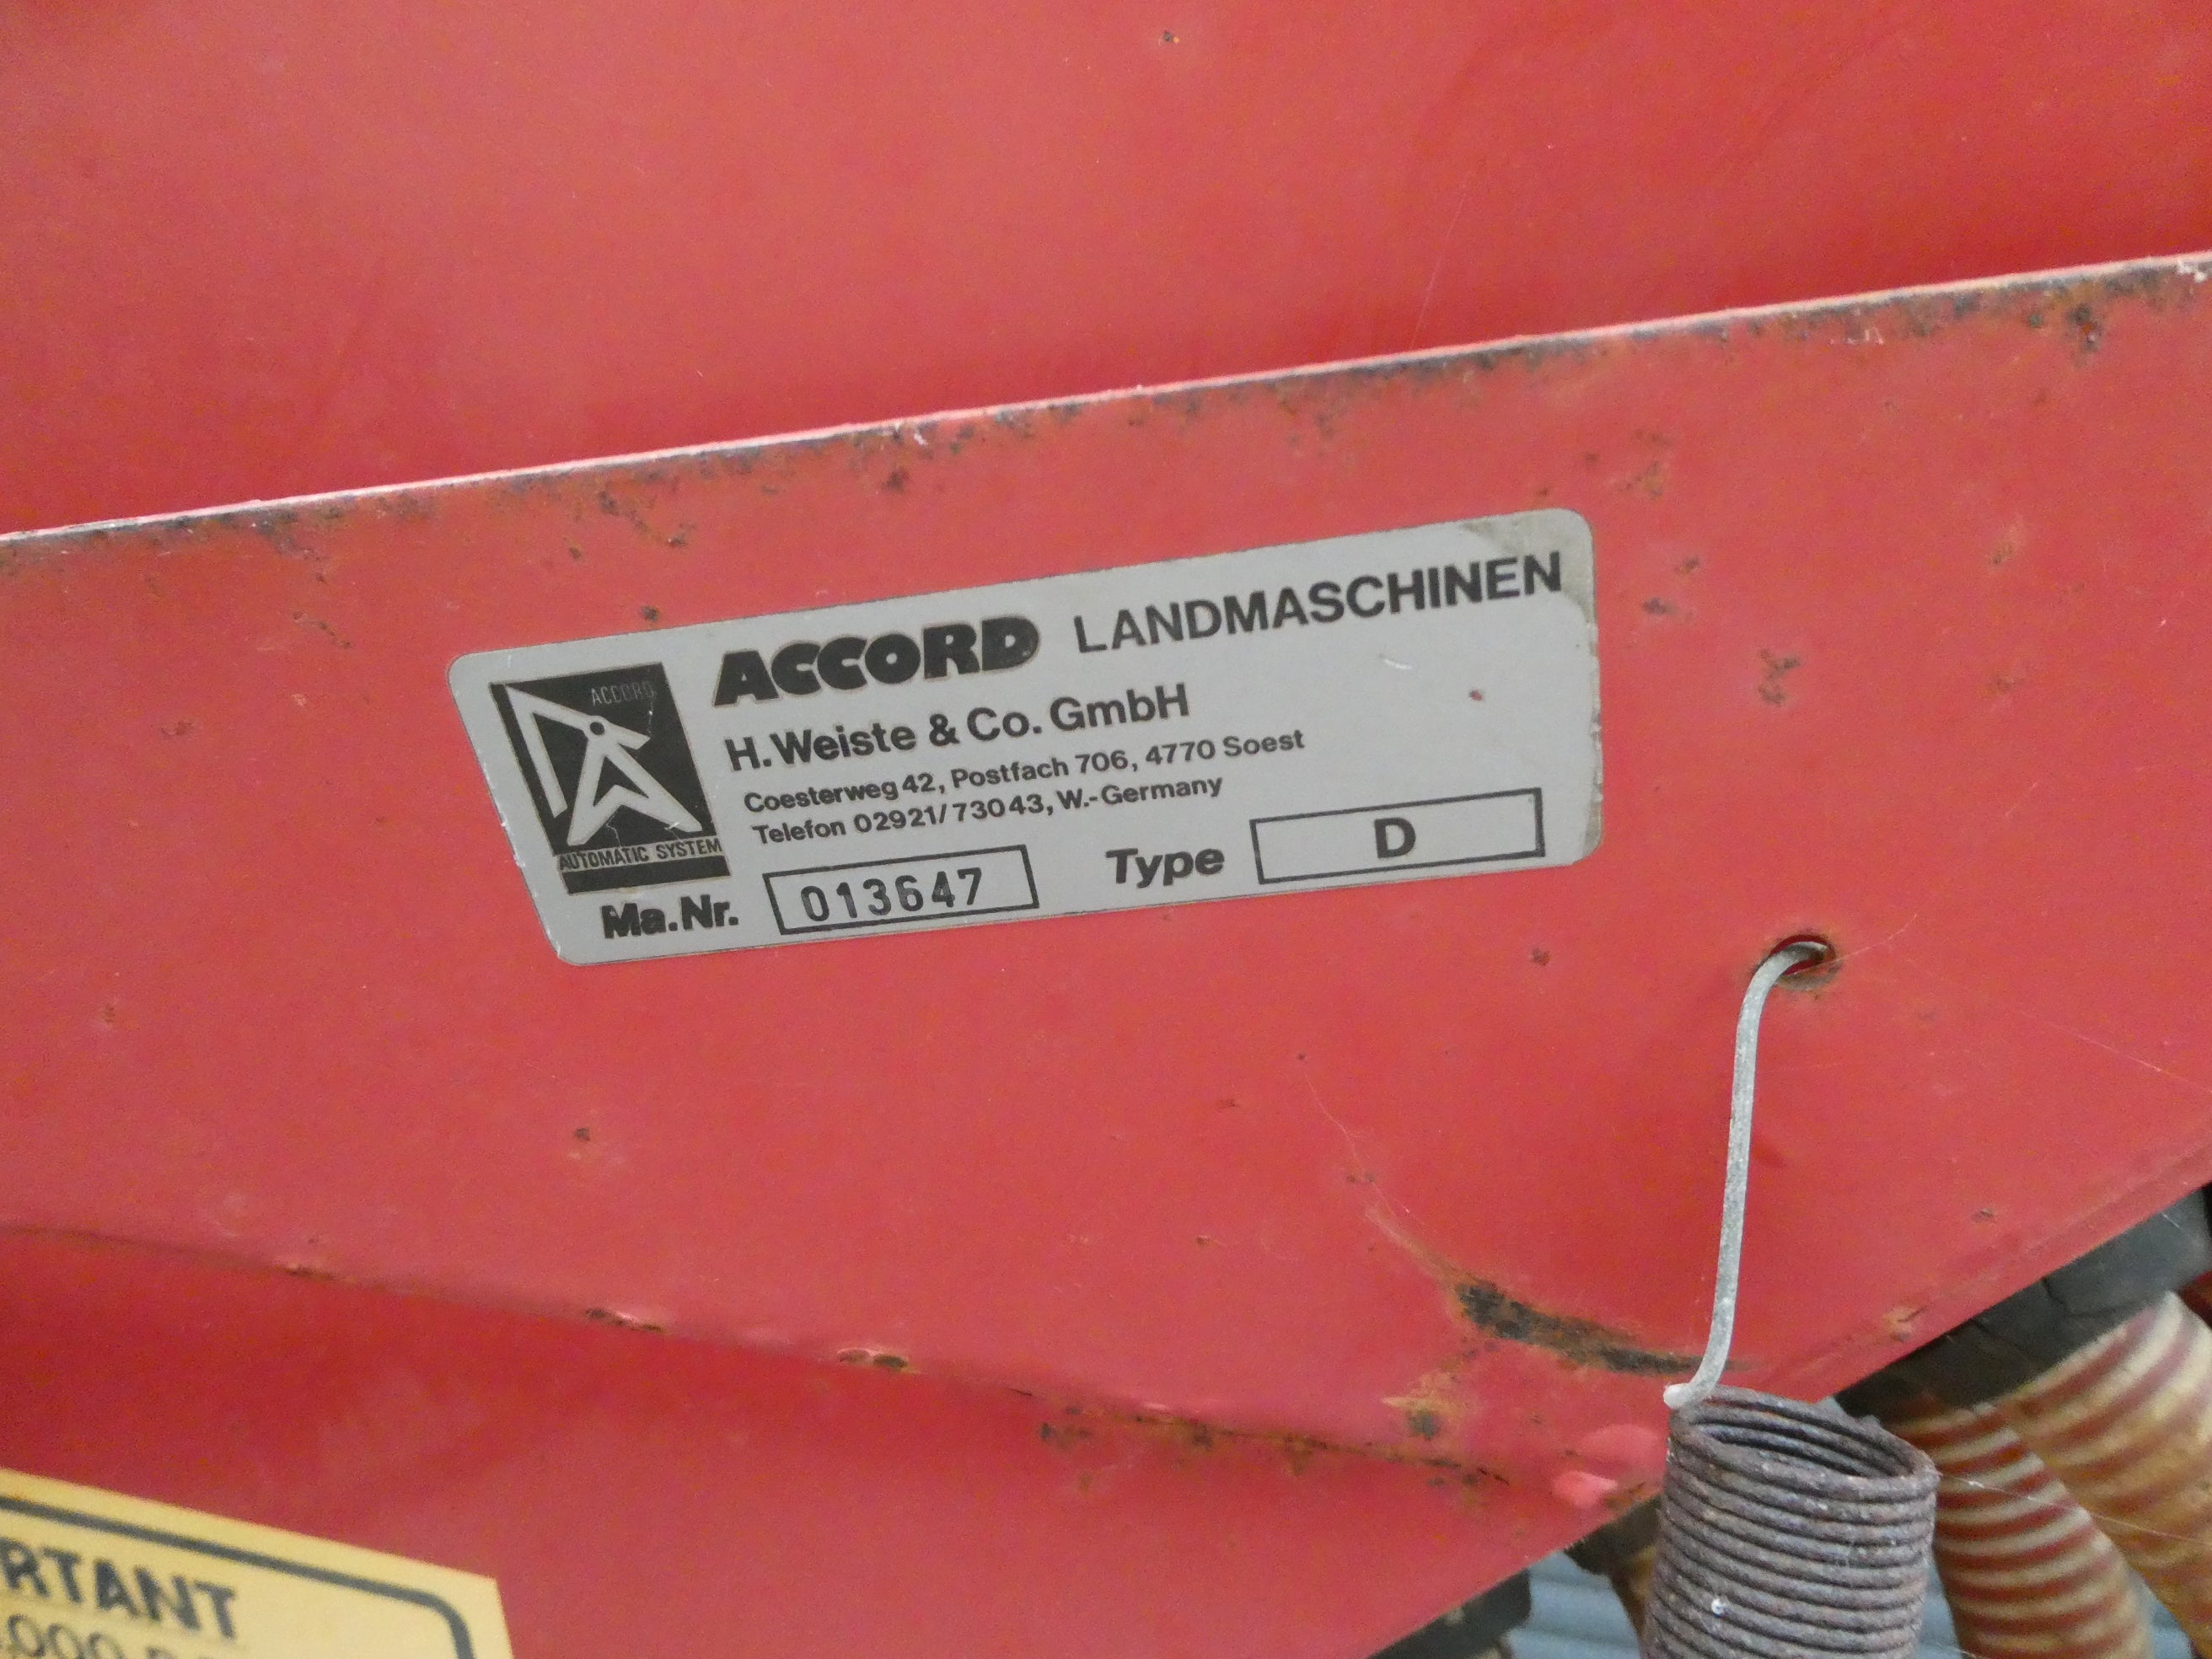 ACCORD LANDMASCHINEN
H. Weiste & Co. GmbH
Coesterweg 42, Postfach 706, 4770 Soest
Telefon 02921/73043, W.-Germany
ACCORD
AUTOMATIC SYSTEM
Ma. Nr. 013647 Type D
RTANT
000